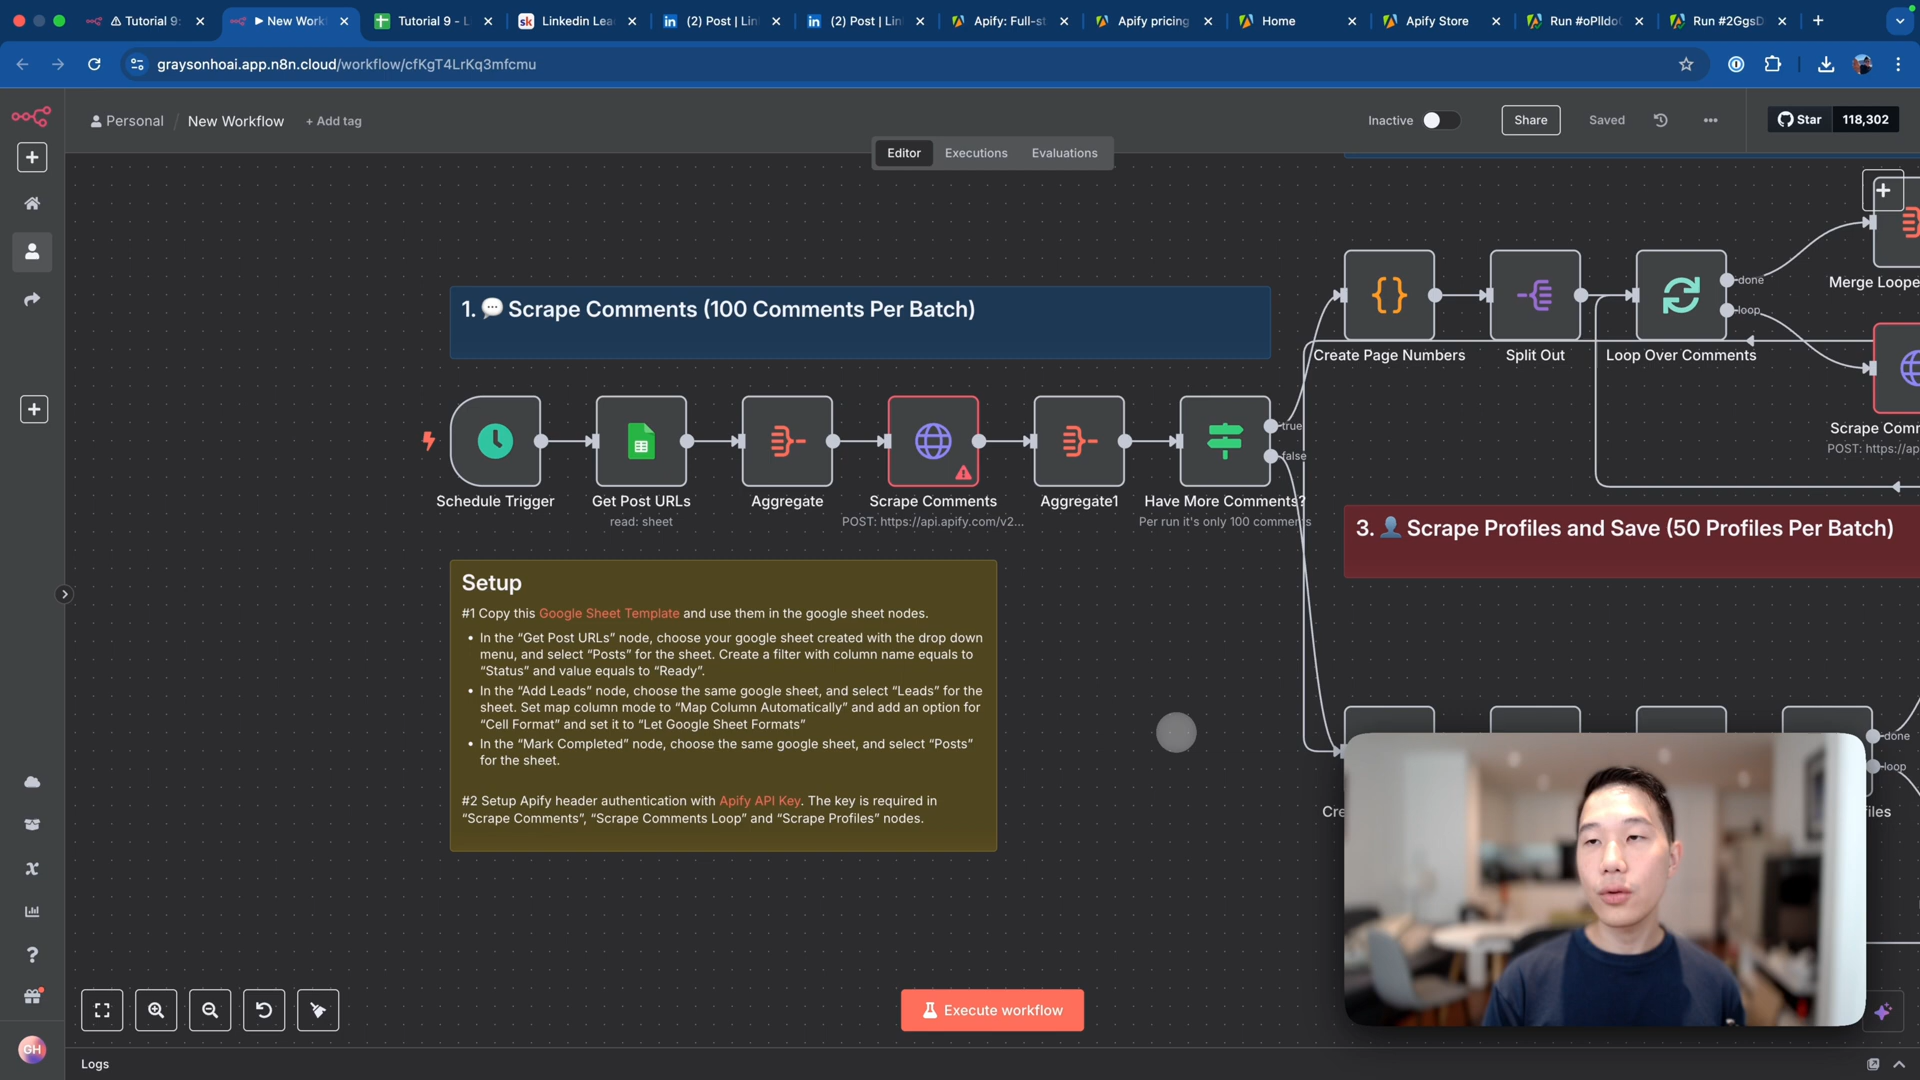 Tutorial 9:
New Work
Tutorial 9 - L
Linkedin Lea
(2) Post | Lin
(2) Post | Lin
Apify: Full-st
Apify pricing
Home
Apify Store
Run #oPlldo
Run #2GgsD
graysonhoai.app.n8n.cloud/workflow/cfKgT4LrKq3mfcmu
Personal / New Workflow + Add tag
Inactive
Share
Saved
Star 118,302
Editor Executions Evaluations
1. 💬 Scrape Comments (100 Comments Per Batch)
done
loop
Merge Loope
Create Page Numbers
Split Out
Loop Over Comments
true
false
Scrape Comm
POST: https://ap
Schedule Trigger
Get Post URLs
read: sheet
Aggregate
Scrape Comments
POST: https://api.apify.com/v2...
Aggregate1
Have More Comments?
Per run it's only 100 comments
3. 👤 Scrape Profiles and Save (50 Profiles Per Batch)
Setup
#1 Copy this Google Sheet Template and use them in the google sheet nodes.
• In the “Get Post URLs” node, choose your google sheet created with the drop down
menu, and select “Posts” for the sheet. Create a filter with column name equals to
“Status” and value equals to “Ready”.
• In the “Add Leads” node, choose the same google sheet, and select “Leads” for the
sheet. Set map column mode to “Map Column Automatically” and add an option for
“Cell Format” and set it to “Let Google Sheet Formats”
• In the “Mark Completed” node, choose the same google sheet, and select “Posts”
for the sheet.
#2 Setup Apify header authentication with Apify API Key. The key is required in
“Scrape Comments”, “Scrape Comments Loop” and “Scrape Profiles” nodes.
done
loop
Cre
iles
Execute workflow
GH
Logs